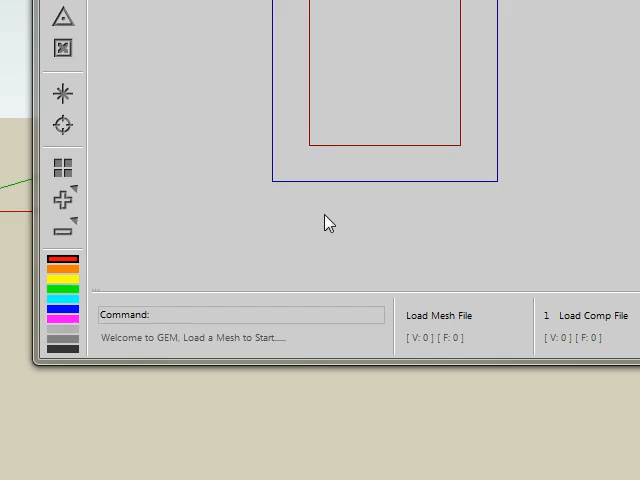 Command:
Welcome to GEM, Load a Mesh to Start.....
Load Mesh File
[ V: 0 ] [ F: 0 ]
1 Load Comp File
[ V: 0 ] [ F: 0 ]